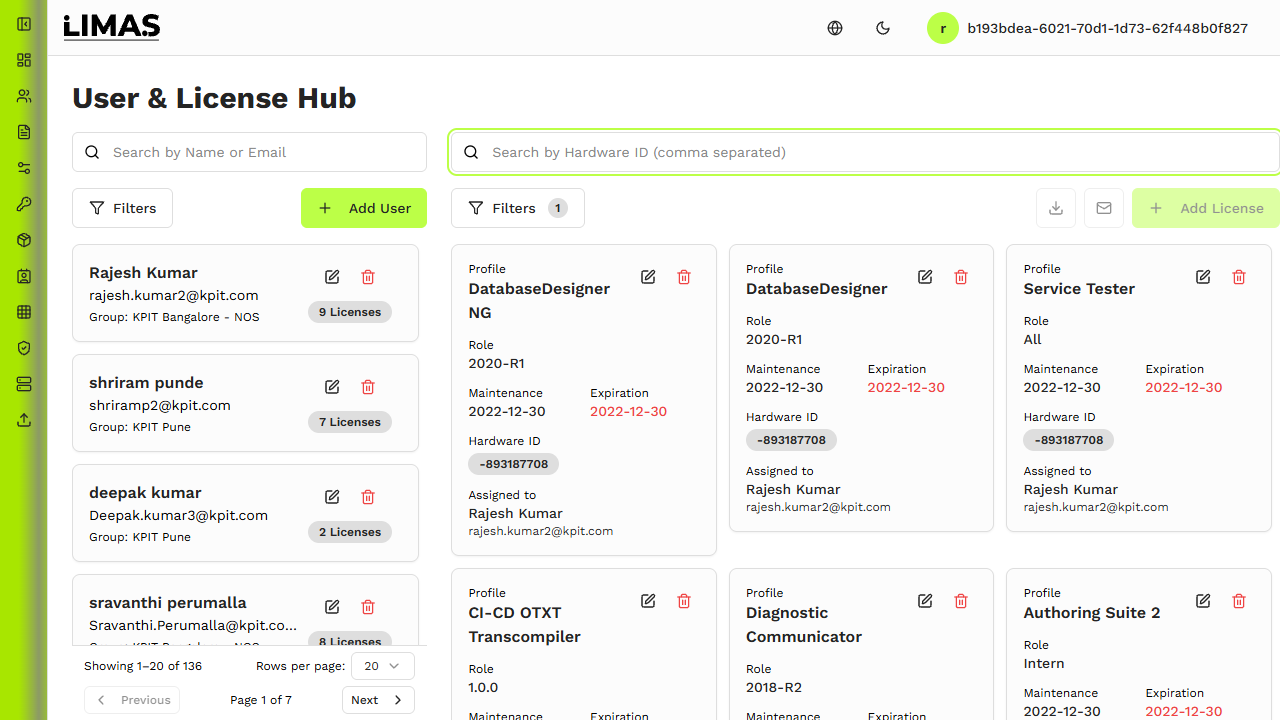 LIMAS
r
b193bdea-6021-70d1-1d73-62f448b0f827
User & License Hub
Search by Name or Email
Search by Hardware ID (comma separated)
Filters
Add User
Filters 1
Add License
Rajesh Kumar
rajesh.kumar2@kpit.com
Group: KPIT Bangalore - NOS
9 Licenses
shriram punde
shriramp2@kpit.com
Group: KPIT Pune
7 Licenses
deepak kumar
Deepak.kumar3@kpit.com
Group: KPIT Pune
2 Licenses
sravanthi perumalla
Sravanthi.Perumalla@kpit.co...
8 Licenses
Showing 1–20 of 136
Rows per page: 20
Previous
Page 1 of 7
Next
Profile
DatabaseDesigner
NG
Role
2020-R1
Maintenance Expiration
2022-12-30 2022-12-30
Hardware ID
-893187708
Assigned to
Rajesh Kumar
rajesh.kumar2@kpit.com
Profile
DatabaseDesigner
Role
2020-R1
Maintenance Expiration
2022-12-30 2022-12-30
Hardware ID
-893187708
Assigned to
Rajesh Kumar
rajesh.kumar2@kpit.com
Profile
Service Tester
Role
All
Maintenance Expiration
2022-12-30 2022-12-30
Hardware ID
-893187708
Assigned to
Rajesh Kumar
rajesh.kumar2@kpit.com
Profile
CI-CD OTXT
Transcompiler
Role
1.0.0
Maintenance Expiration
Profile
Diagnostic
Communicator
Role
2018-R2
Maintenance Expiration
Profile
Authoring Suite 2
Role
Intern
Maintenance Expiration
2022-12-30 2022-12-30